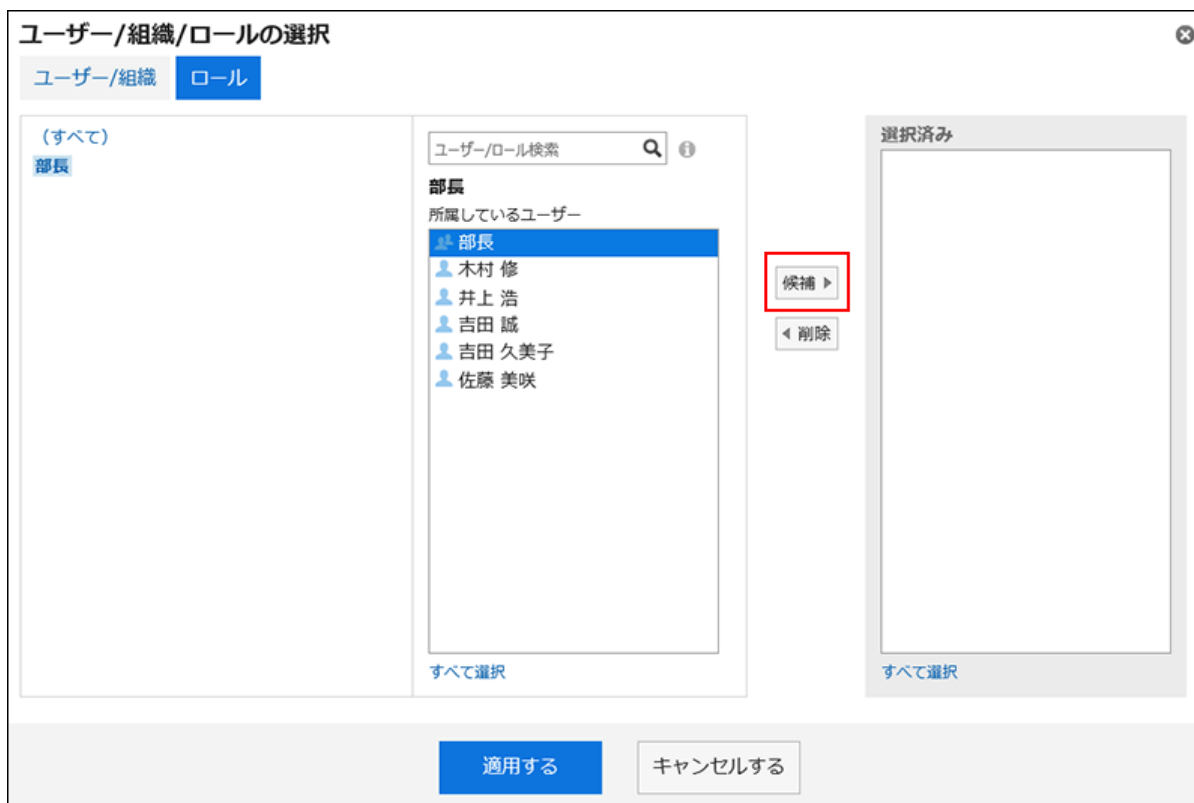 ユーザー/組織/ロールの選択
ユーザー/組織
ロール
(すべて)
部長
ユーザー/ロール検索
部長
所属しているユーザー
部長
木村 修
井上 浩
吉田 誠
吉田 久美子
佐藤 美咲
すべて選択
候補
削除
選択済み
すべて選択
適用する
キャンセルする